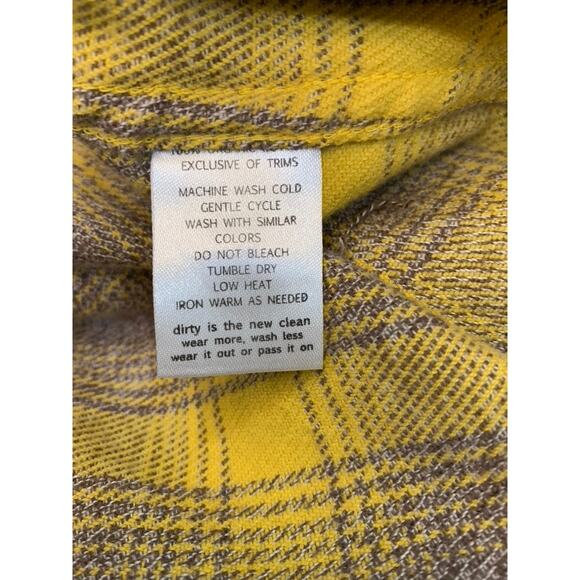 EXCLUSIVE OF TRIMS
MACHINE WASH COLD
GENTLE CYCLE
WASH WITH SIMILAR
COLORS
DO NOT BLEACH
TUMBLE DRY
LOW HEAT
IRON WARM AS NEEDED
dirty is the new clean
wear more, wash less
wear it out or pass it on